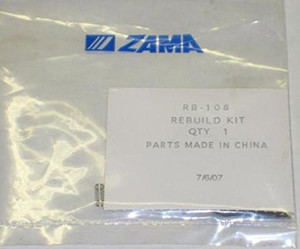 ZAMA
RB-108
REBUILD KIT
QTY 1
PARTS MADE IN CHINA
7/6/07